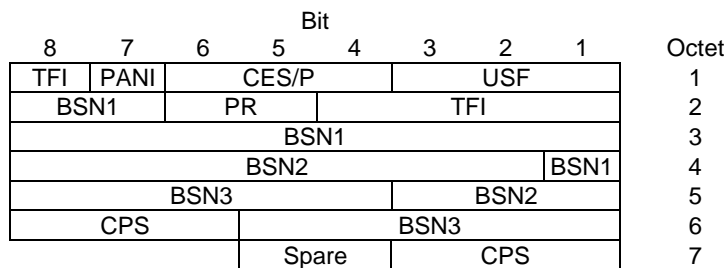 Bit
8 7 6 5 4 3 2 1 Octet
TFI PANI CES/P USF 1
BSN1 PR TFI 2
BSN1 3
BSN2 BSN1 4
BSN3 BSN2 5
CPS BSN3 6
Spare CPS 7